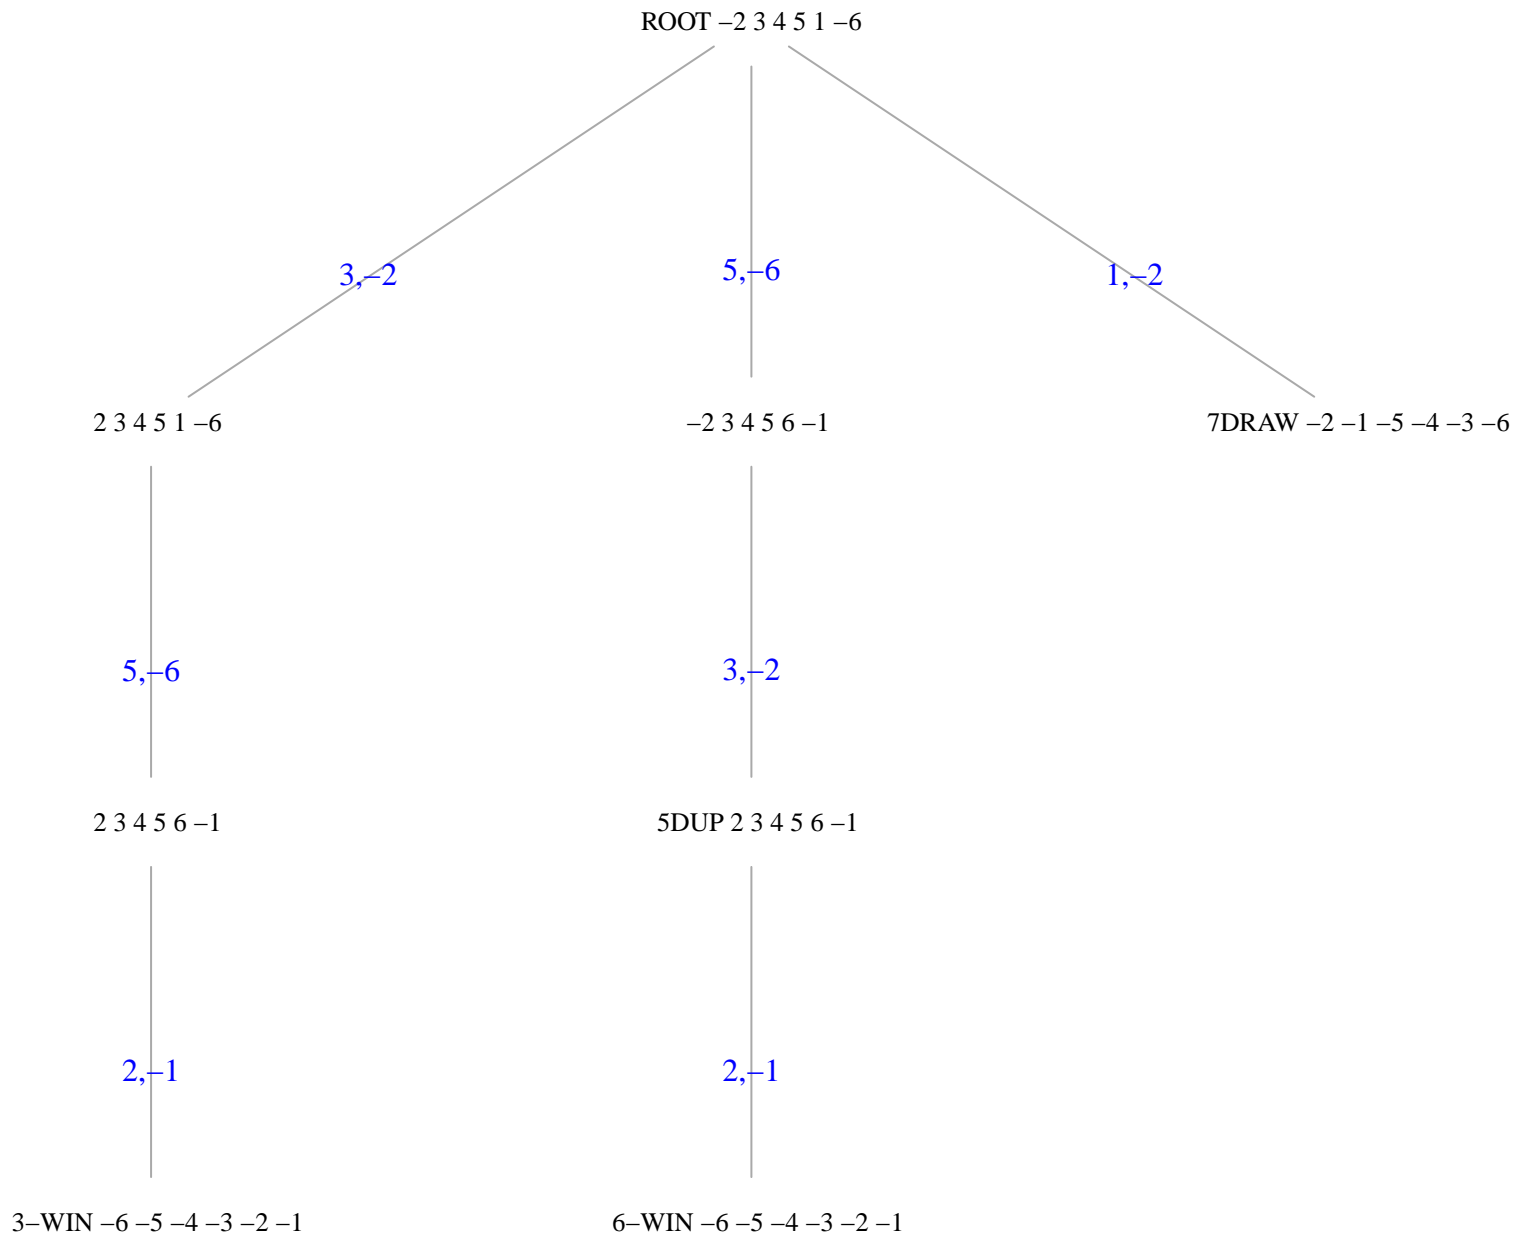 ROOT –2 3 4 5 1 –6
3,–2
5,–6
1,–2
2 3 4 5 1 –6
–2 3 4 5 6 –1
7DRAW –2 –1 –5 –4 –3 –6
5,–6
3,–2
2 3 4 5 6 –1
5DUP 2 3 4 5 6 –1
2,–1
2,–1
3–WIN –6 –5 –4 –3 –2 –1
6–WIN –6 –5 –4 –3 –2 –1